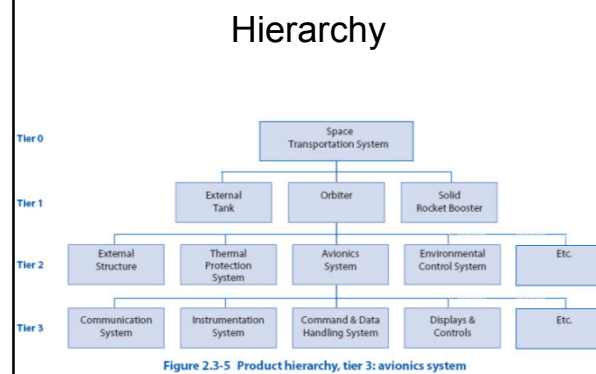 Hierarchy
Tier 0
Space
Transportation System
Tier 1
External
Tank
Orbiter
Solid
Rocket Booster
Tier 2
External
Structure
Thermal
Protection
System
Avionics
System
Environmental
Control System
Etc.
Tier 3
Communication
System
Instrumentation
System
Command & Data
Handling System
Displays &
Controls
Etc.
Figure 2.3-5 Product hierarchy, tier 3: avionics system